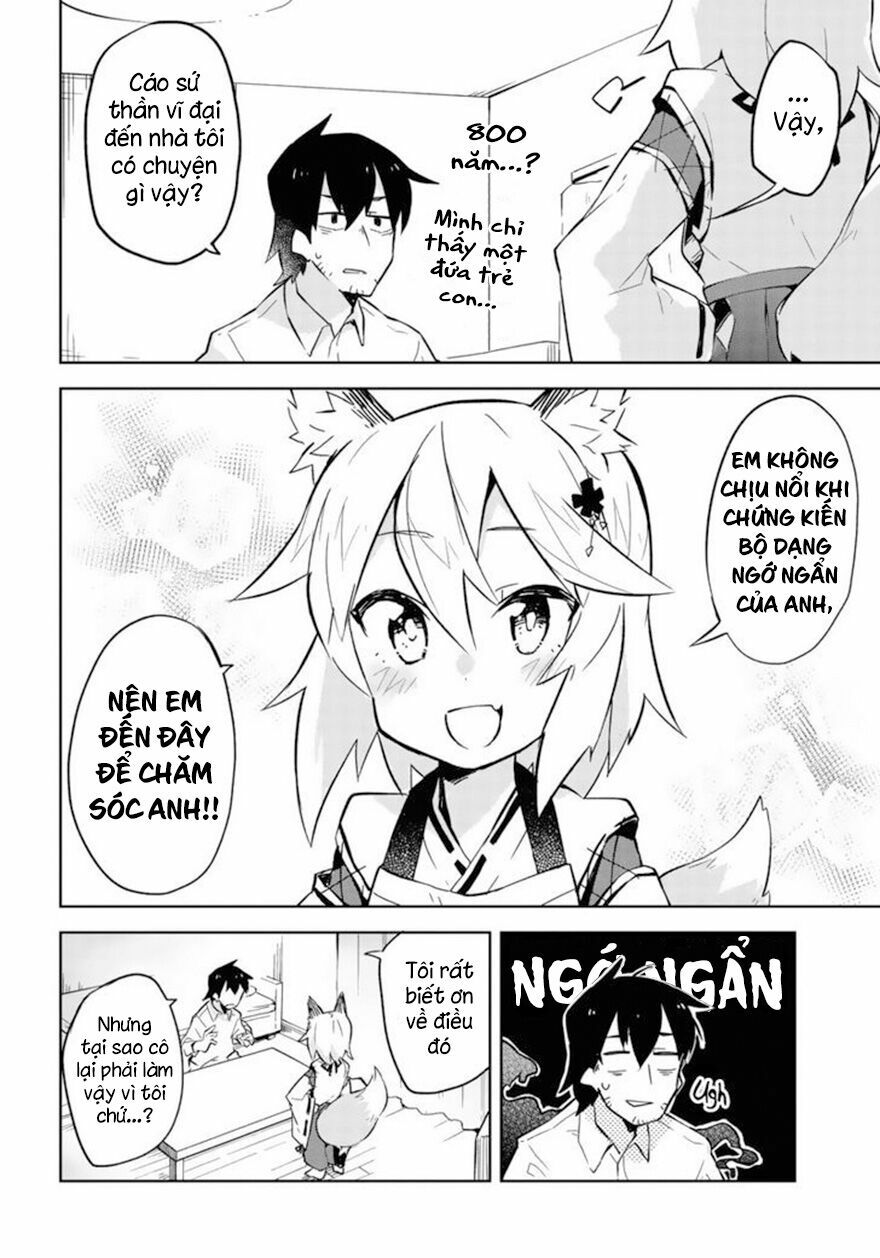 ...
Vậy,
800
năm...?
Mình chỉ
thấy một
đứa trẻ
con...
Cáo sứ
thần vĩ đại
đến nhà tôi
có chuyện
gì vậy?
EM KHÔNG
CHỊU NỔI KHI
CHỨNG KIẾN
BỘ DẠNG
NGỚ NGẨN
CỦA ANH,
NÊN EM
ĐẾN ĐÂY
ĐỂ CHĂM
SÓC ANH!!
NGỚ NGẨN
Ugh
Tôi rất
biết ơn
về điều
đó
Nhưng
tại sao cô
lại phải làm
vậy vì tôi
chứ...?